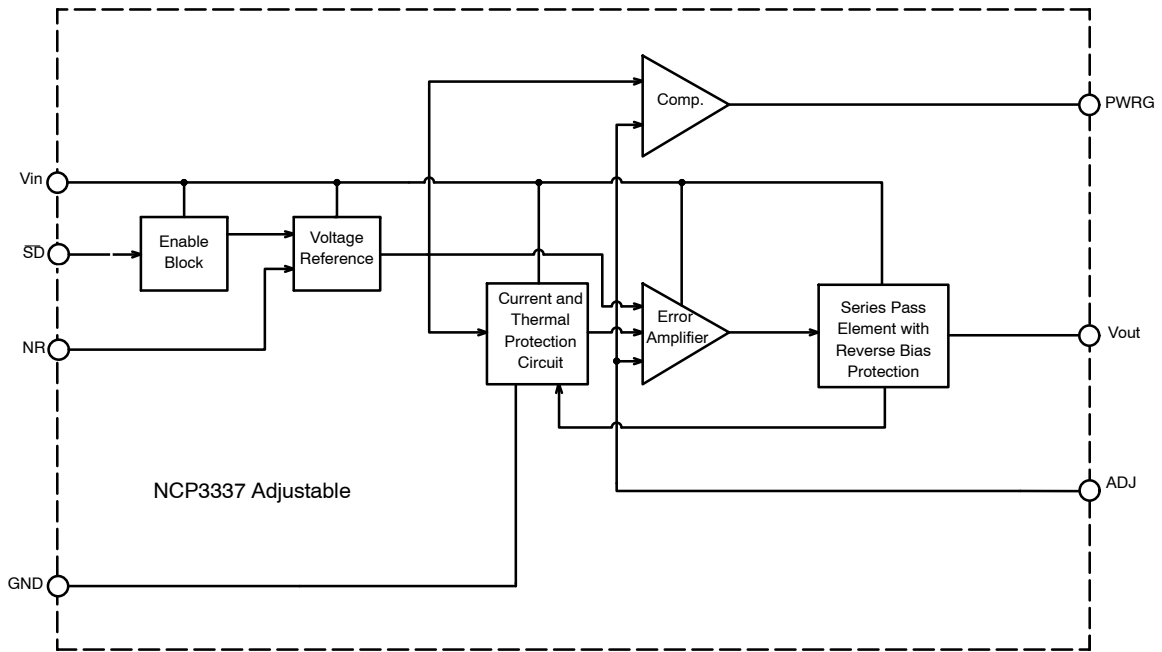 Comp.
PWRG
Vin
S̅D̅
Enable
Block
Voltage
Reference
NR
Current and
Thermal
Protection
Circuit
Error
Amplifier
Series Pass
Element with
Reverse Bias
Protection
Vout
NCP3337 Adjustable
ADJ
GND